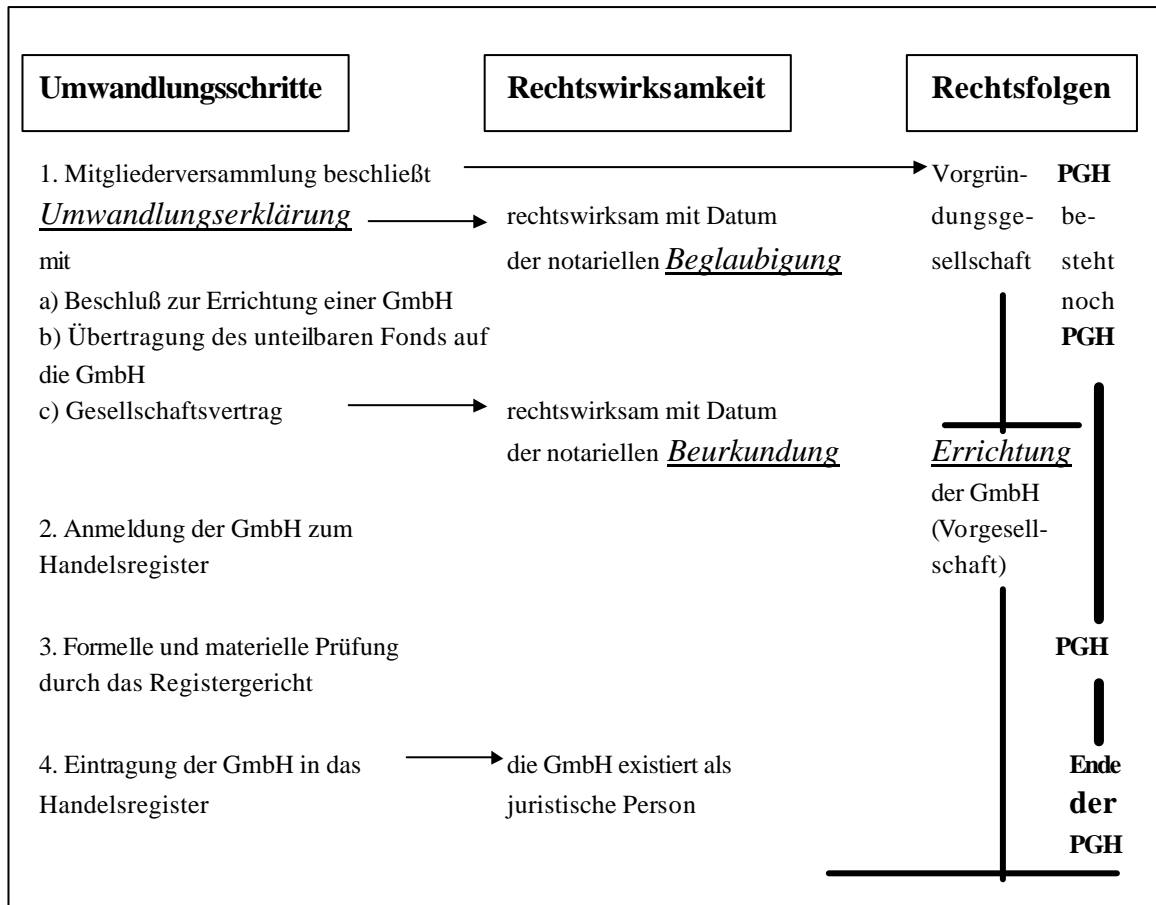 Umwandlungsschritte Rechtswirksamkeit Rechtsfolgen
1. Mitgliederversammlung beschließt Vorgrün- PGH
Umwandlungserklärung rechtswirksam mit Datum dungsge- be-
mit der notariellen Beglaubigung sellschaft steht
a) Beschluß zur Errichtung einer GmbH noch
b) Übertragung des unteilbaren Fonds auf PGH
die GmbH
c) Gesellschaftsvertrag rechtswirksam mit Datum
der notariellen Beurkundung Errichtung
der GmbH
2. Anmeldung der GmbH zum (Vorgesell-
Handelsregister schaft)
3. Formelle und materielle Prüfung PGH
durch das Registergericht
4. Eintragung der GmbH in das die GmbH existiert als Ende
Handelsregister juristische Person der
PGH